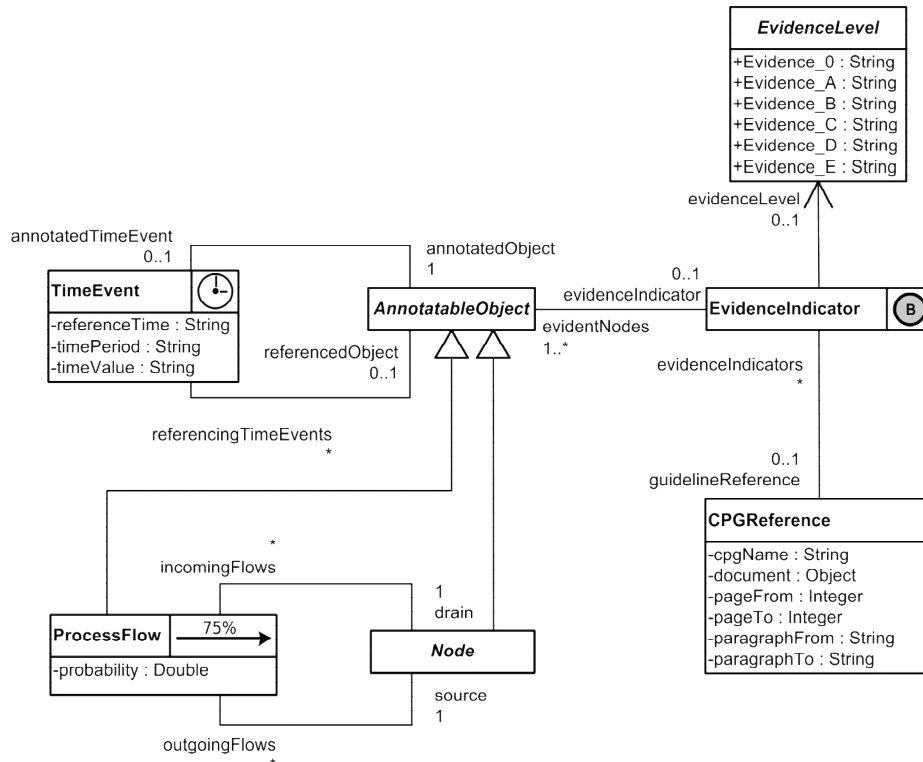 EvidenceLevel
+Evidence_0 : String
+Evidence_A : String
+Evidence_B : String
+Evidence_C : String
+Evidence_D : String
+Evidence_E : String
evidenceLevel
0..1
annotatedTimeEvent
0..1
annotatedObject
1
TimeEvent
-referenceTime : String
-timePeriod : String
-timeValue : String
AnnotatableObject
0..1
evidenceIndicator
EvidenceIndicator
B
evidentNodes
1..*
referencedObject
0..1
evidenceIndicators
*
referencingTimeEvents
*
0..1
guidelineReference
CPGReference
-cpgName : String
-document : Object
-pageFrom : Integer
-pageTo : Integer
-paragraphFrom : String
-paragraphTo : String
*
incomingFlows
1
drain
ProcessFlow
75%
-probability : Double
Node
source
1
outgoingFlows
*